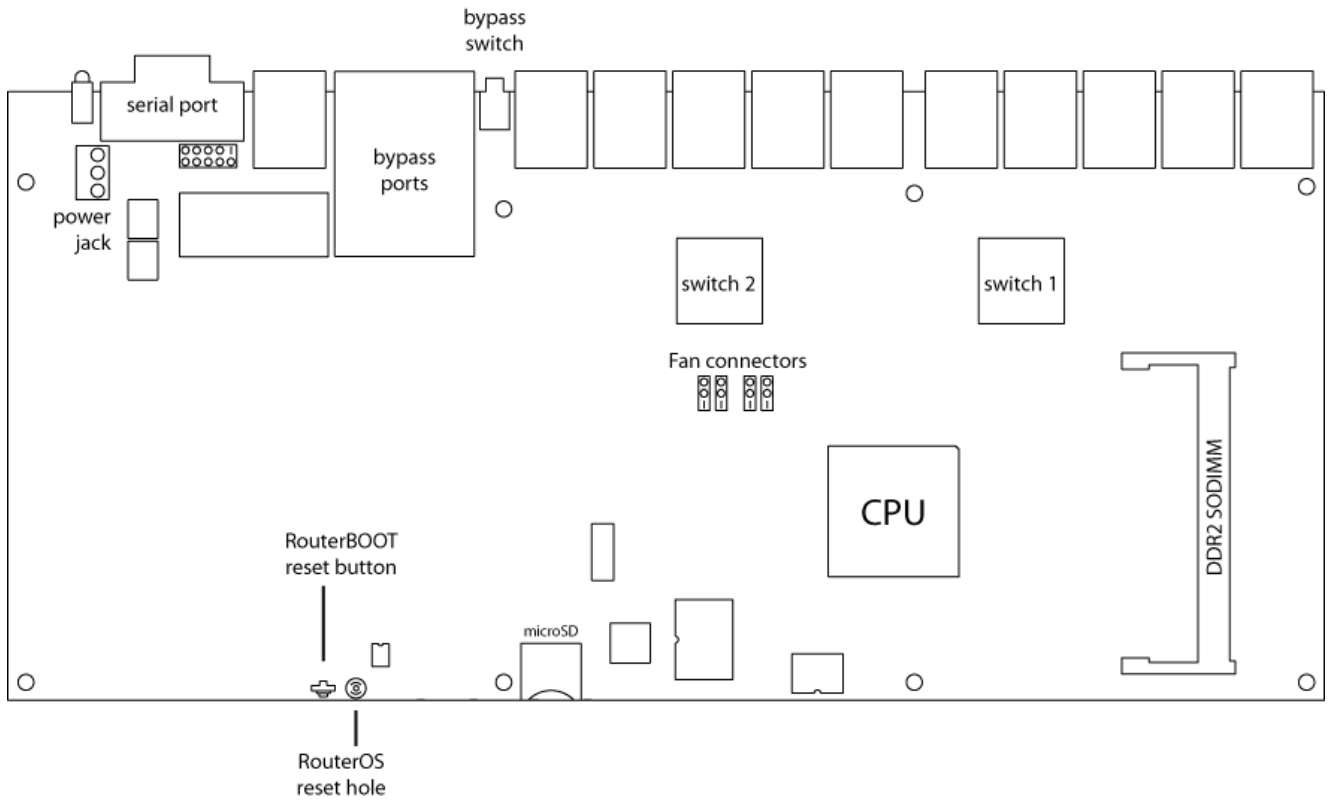 bypass
switch
serial port
bypass
ports
power
jack
switch 2
switch 1
Fan connectors
CPU
DDR2 SODIMM
RouterBOOT
reset button
microSD
RouterOS
reset hole